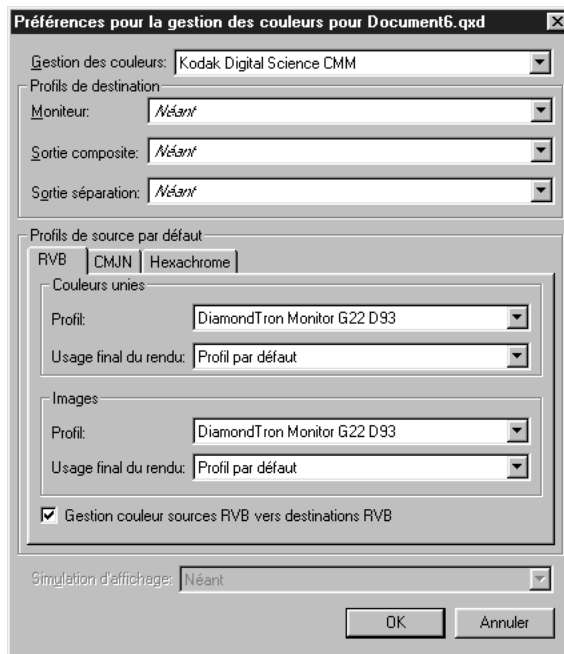 Préférences pour la gestion des couleurs pour Document6.qxd
Gestion des couleurs: Kodak Digital Science CMM
Profils de destination
Moniteur: Néant
Sortie composite: Néant
Sortie séparation: Néant
Profils de source par défaut
RVB CMJN Hexachrome
Couleurs unies
Profil: DiamondTron Monitor G22 D93
Usage final du rendu: Profil par défaut
Images
Profil: DiamondTron Monitor G22 D93
Usage final du rendu: Profil par défaut
Gestion couleur sources RVB vers destinations RVB
Simulation d'affichage: Néant
OK Annuler